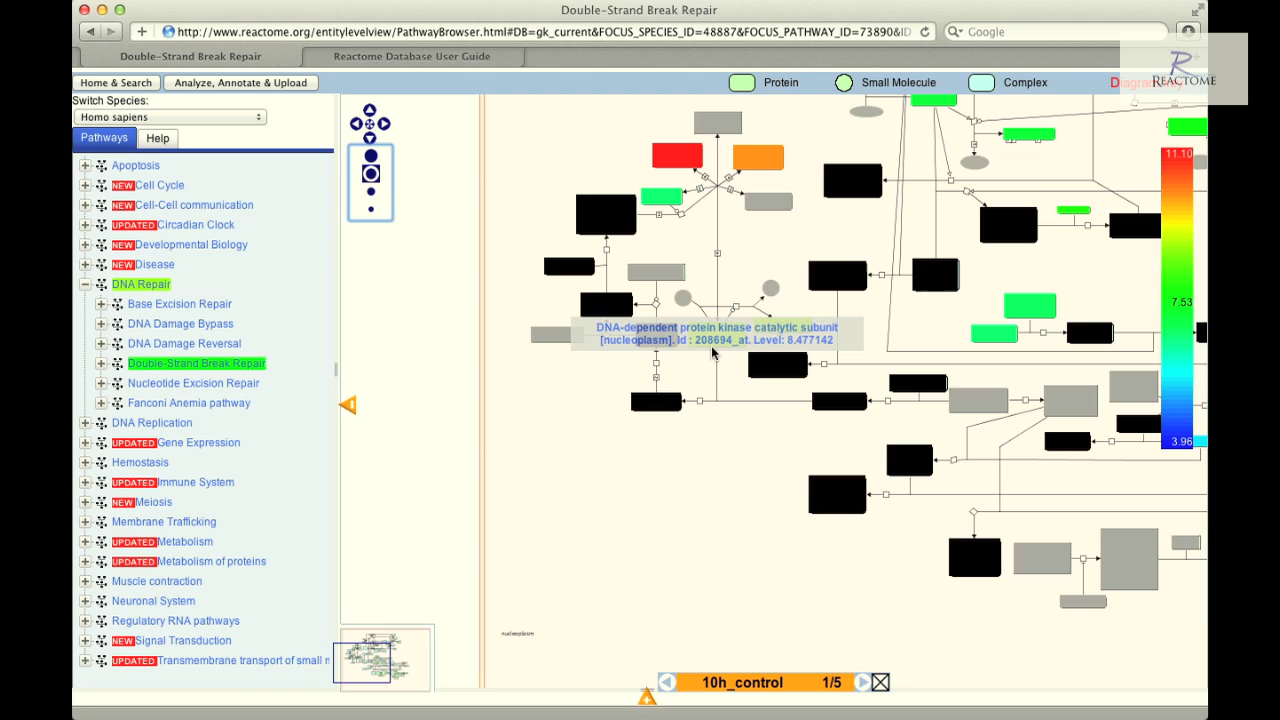 Double-Strand Break Repair
http://www.reactome.org/entitylevelview/PathwayBrowser.html#DB=gk_current&FOCUS_SPECIES_ID=48887&FOCUS_PATHWAY_ID=73890&ID
Google
Double-Strand Break Repair
Reactome Database User Guide
Home & Search
Analyze, Annotate & Upload
Protein
Small Molecule
Complex
REACTOME
Switch Species:
Homo sapiens
Pathways
Help
Apoptosis
NEW Cell Cycle
NEW Cell-Cell communication
UPDATED Circadian Clock
NEW Developmental Biology
NEW Disease
DNA Repair
Base Excision Repair
DNA Damage Bypass
DNA Damage Reversal
Double-Strand Break Repair
Nucleotide Excision Repair
Fanconi Anemia pathway
DNA Replication
UPDATED Gene Expression
Hemostasis
UPDATED Immune System
NEW Meiosis
Membrane Trafficking
UPDATED Metabolism
UPDATED Metabolism of proteins
Muscle contraction
Neuronal System
Regulatory RNA pathways
NEW Signal Transduction
UPDATED Transmembrane transport of small
DNA-dependent protein kinase catalytic subunit
[nucleoplasm]. Id : 208694_at. Level: 8.477142
11.10
7.53
3.96
nucleoplasm
10h_control 1/5